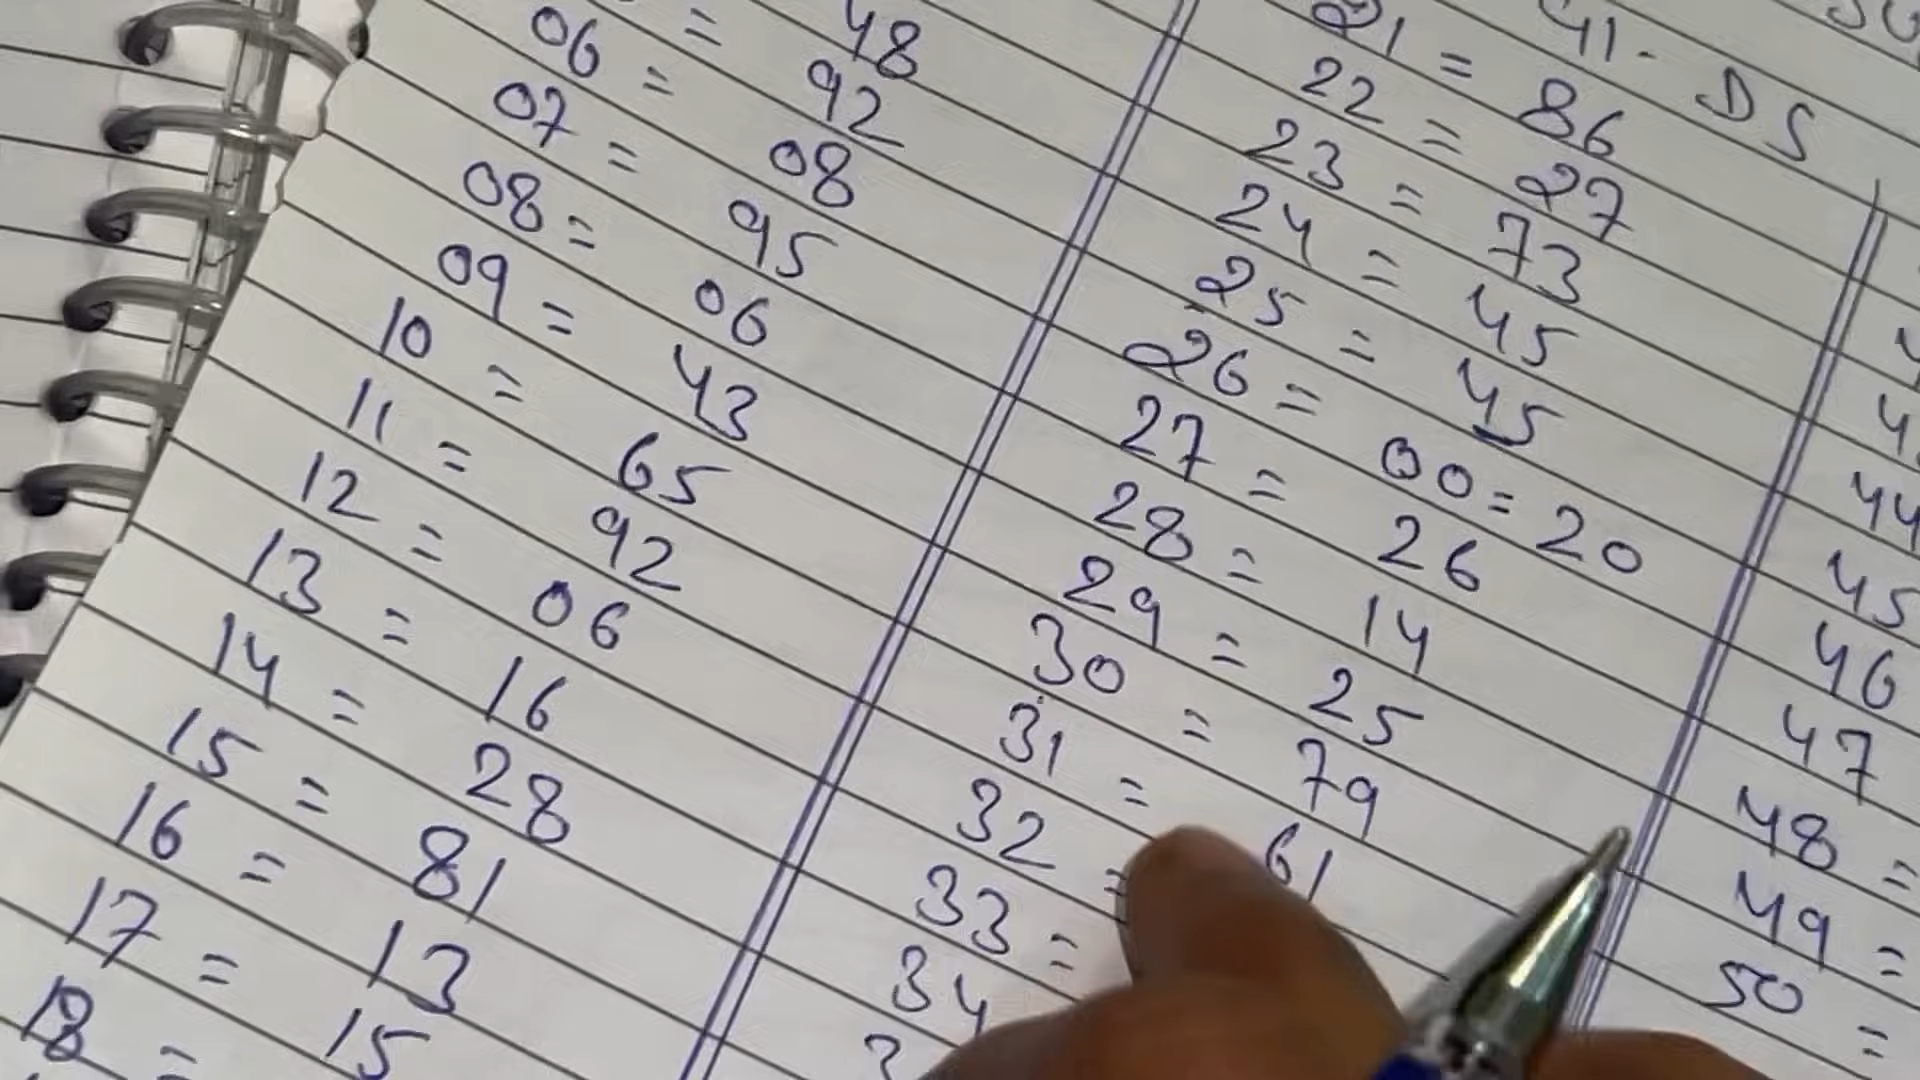 = 48
06 = 92
07 = 08
08 = 95
09 = 06
10 = 43
11 = 65
12 = 92
13 = 06
14 = 16
15 = 28
16 = 81
17 = 13
18 = 15
41- DS
21 = 86
22 = 27
23 = 73
24 = 45
25 = 45
26 = 00 = 20
27 = 26
28 = 14
29 = 25
30 = 79
31 = 61
32 =
33 =
34
44
45
46
47
48 =
49 =
50 =